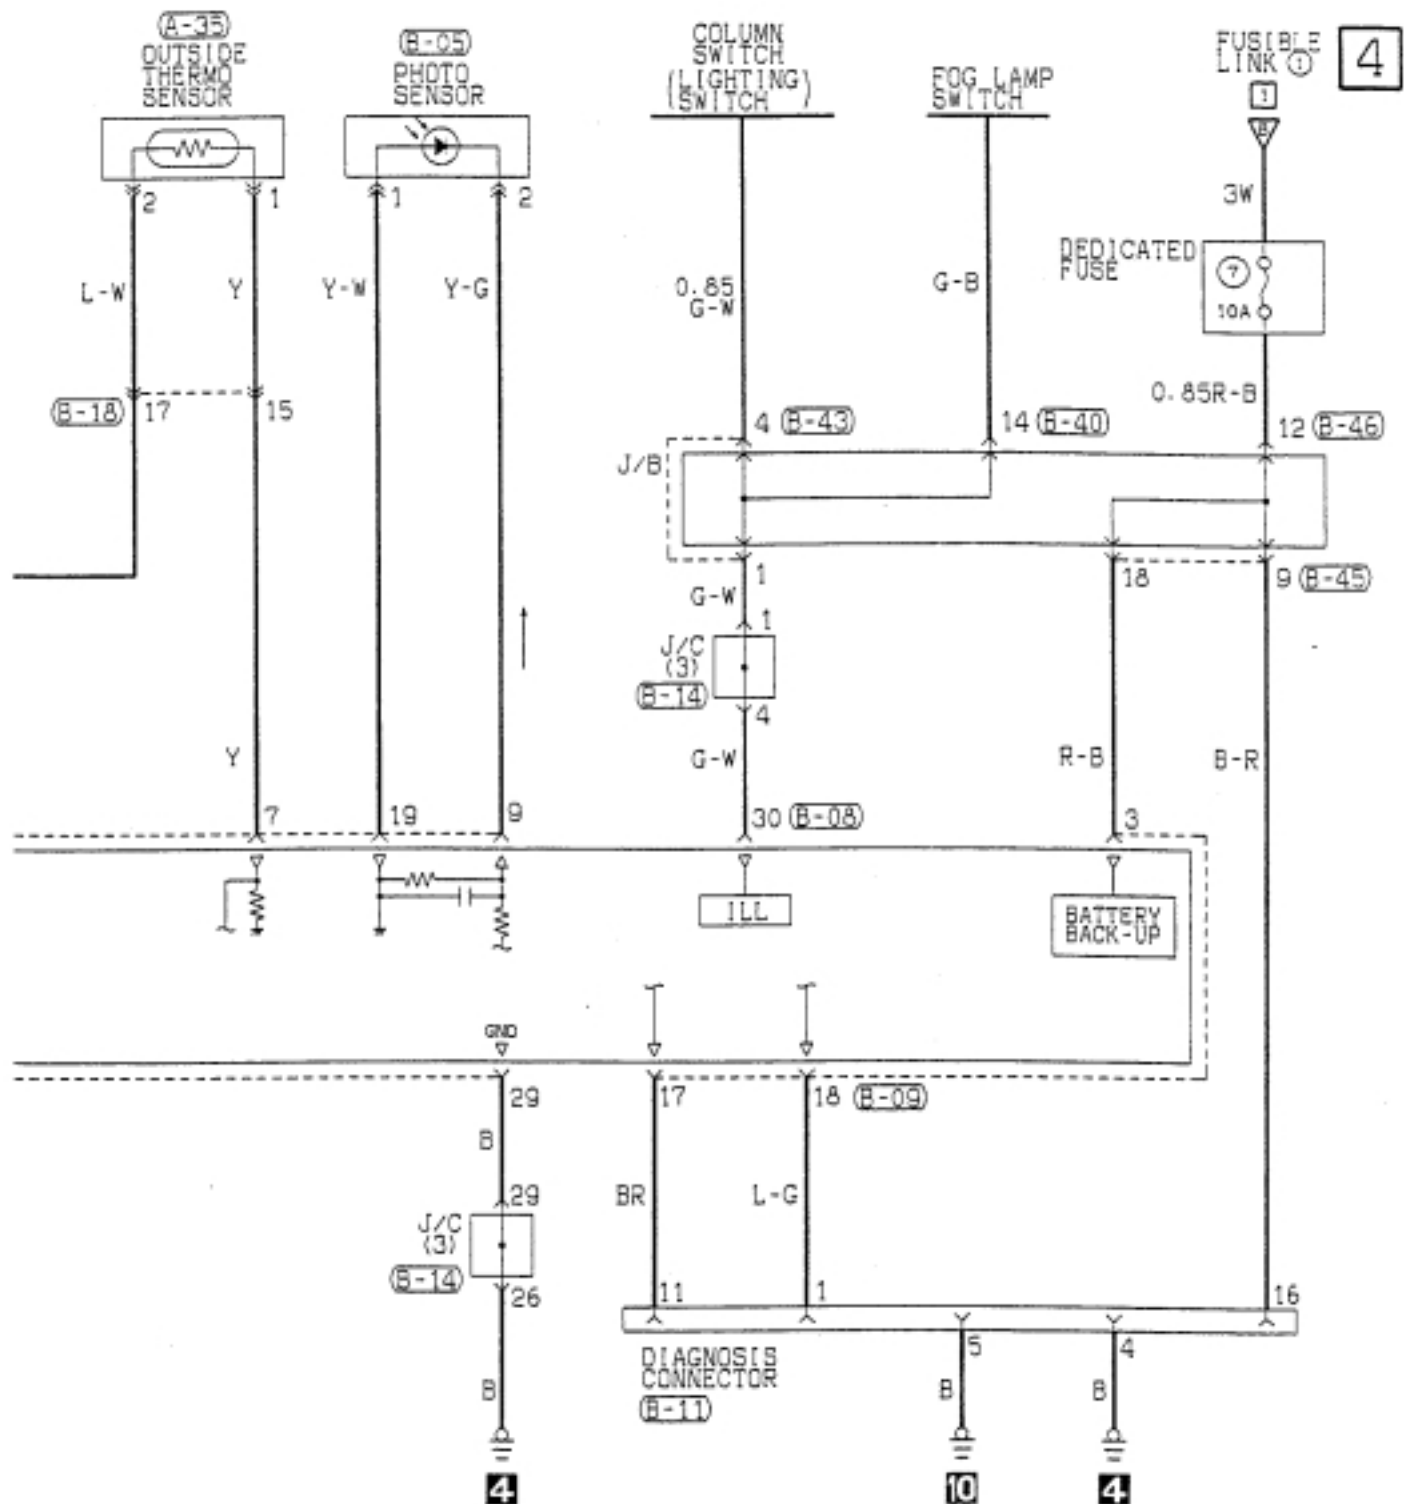 (A-35)
OUTSIDE
THERMO
SENSOR
(B-05)
PHOTO
SENSOR
COLUMN
SWITCH
(LIGHTING)
(SWITCH)
FOG LAMP
SWITCH
FUSIBLE
LINK ①
1
4
2
1
1
2
3W
DEDICATED
FUSE
7
10A
L-W
Y
Y-W
Y-G
0.85
G-W
G-B
0.85R-B
(B-18)
17
15
4 (B-43)
14 (B-40)
12 (B-46)
J/B
1
18
9 (B-45)
G-W
1
J/C
(3)
(B-14)
4
Y
G-W
R-B
B-R
7
19
9
30 (B-08)
3
ILL
BATTERY
BACK-UP
GND
29
17
18 (B-09)
B
29
BR
L-G
J/C
(3)
(B-14)
26
11
1
16
DIAGNOSIS
CONNECTOR
(B-11)
5
4
B
B
B
4
10
4